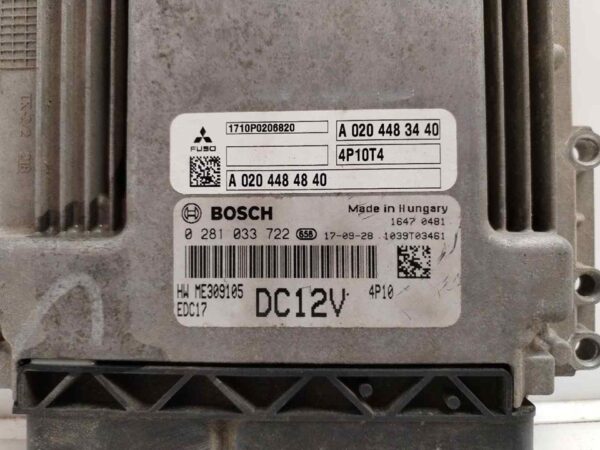 1710P0206820
A 020 448 34 40
FUSO
4P10T4
A 020 448 48 40
BOSCH
Made in Hungary
1647 0481
0 281 033 722 658 17-09-28 1039T03461
HW ME309105
DC12V
4P10
EDC17